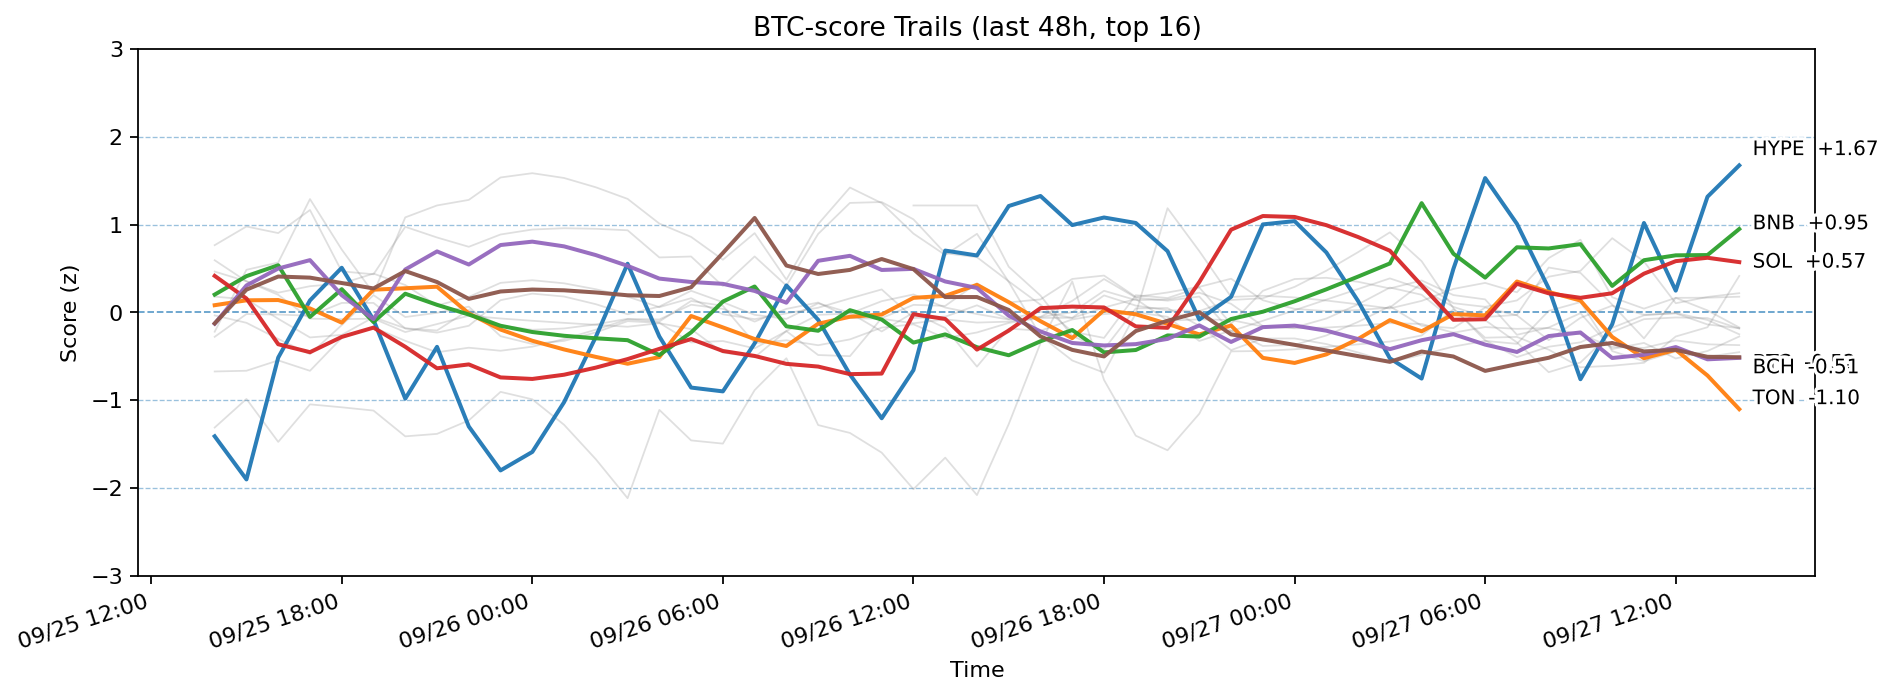 BTC-score Trails (last 48h, top 16)
3
2
1
0
−1
−2
−3
Score (z)
HYPE +1.67
BNB +0.95
SOL +0.57
BCH -0.51
TON -1.10
09/25 12:00
09/25 18:00
09/26 00:00
09/26 06:00
09/26 12:00
09/26 18:00
09/27 00:00
09/27 06:00
09/27 12:00
Time